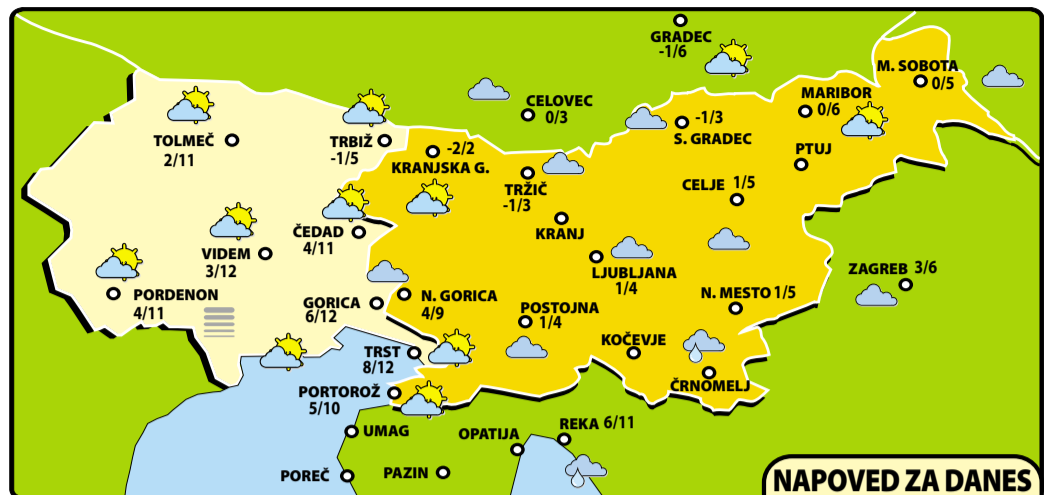 GRADEC
-1/6
M. SOBOTA
0/5
MARIBOR
0/6
CELOVEC
0/3
-1/3
S. GRADEC
TOLMEČ
2/11
TRBIŽ
-1/5
-2/2
KRANJSKA G.
PTUJ
TRŽIČ
-1/3
CELJE 1/5
KRANJ
ČEDAD
4/11
VIDEM
3/12
LJUBLJANA
1/4
ZAGREB 3/6
PORDENON
4/11
GORICA
6/12
N. GORICA
4/9
POSTOJNA
1/4
N. MESTO 1/5
KOČEVJE
TRST
8/12
ČRNOMELJ
PORTOROŽ
5/10
UMAG
OPATIJA
REKA 6/11
POREČ
PAZIN
NAPOVED ZA DANES